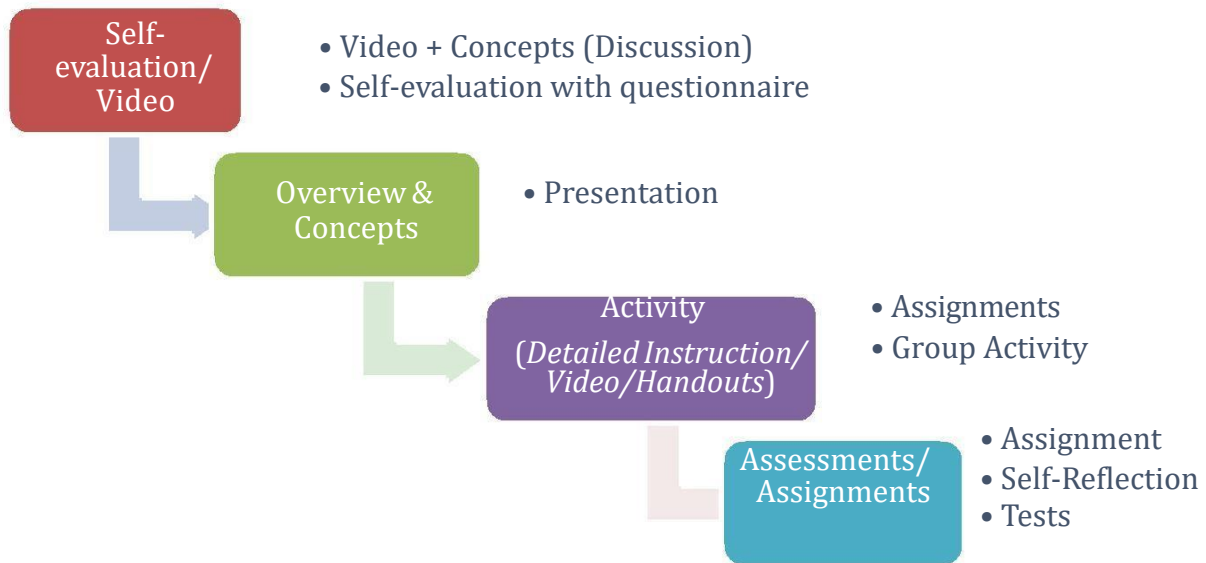 Self-
evaluation/
Video
• Video + Concepts (Discussion)
• Self-evaluation with questionnaire
Overview &
Concepts
• Presentation
Activity
(Detailed Instruction/
Video/Handouts)
• Assignments
• Group Activity
Assessments/
Assignments
• Assignment
• Self-Reflection
• Tests